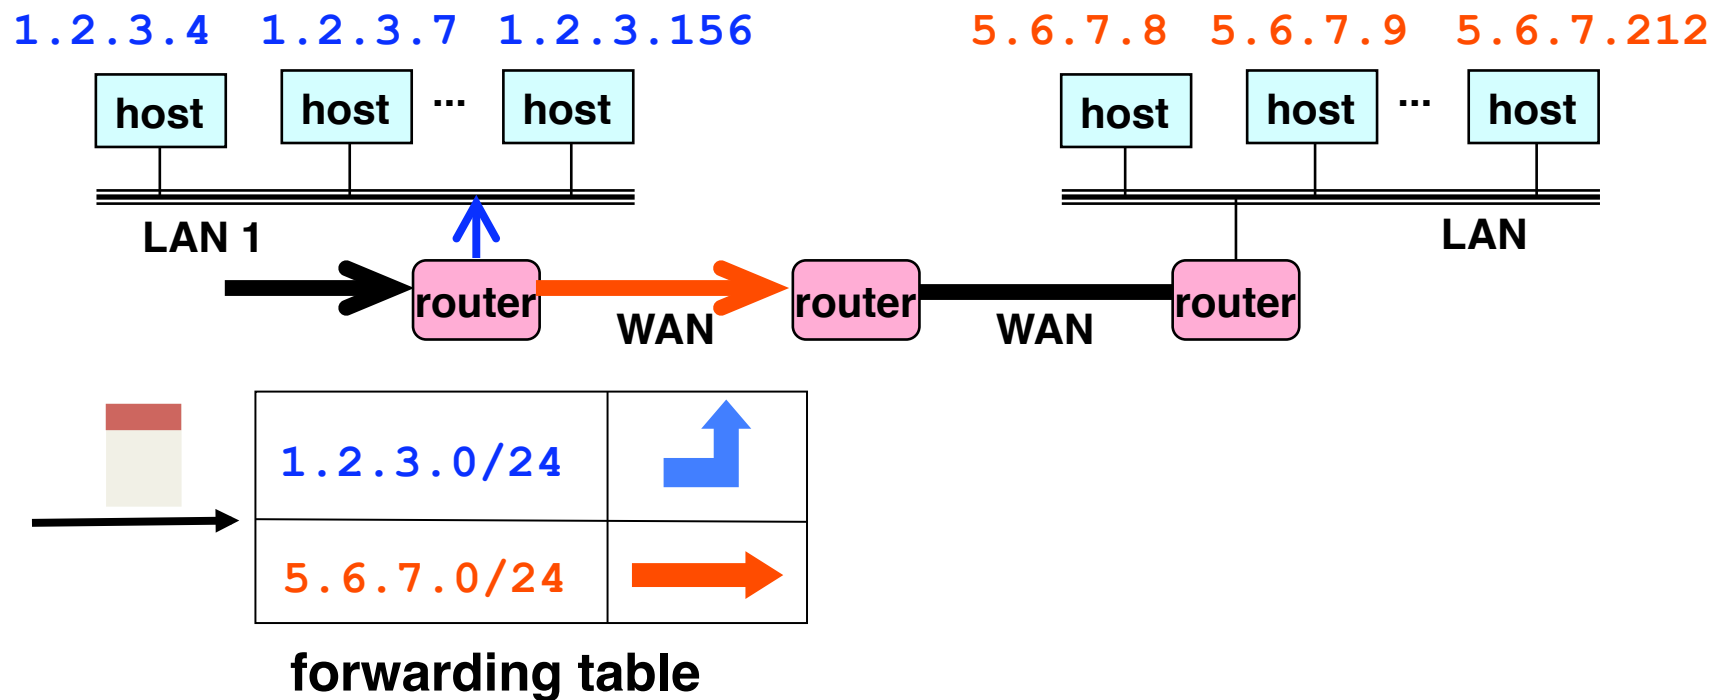 1.2.3.4 1.2.3.7 1.2.3.156 5.6.7.8 5.6.7.9 5.6.7.212
host host ... host host host ... host
LAN 1 LAN
router router router
WAN WAN
1.2.3.0/24
5.6.7.0/24
forwarding table